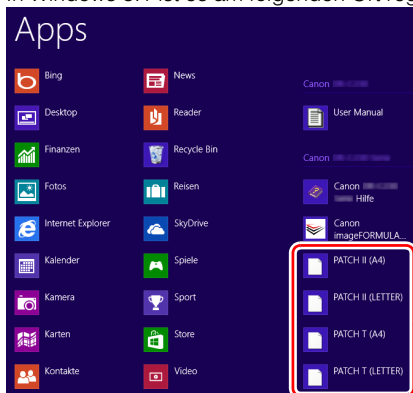 Apps
Bing
Desktop
Finanzen
Fotos
Internet Explorer
Kalender
Kamera
Karten
Kontakte
News
Reader
Recycle Bin
Reisen
SkyDrive
Spiele
Sport
Store
Video
Canon
User Manual
Canon
Canon
Hilfe
Canon
imageFORMULA...
PATCH II (A4)
PATCH II (LETTER)
PATCH T (A4)
PATCH T (LETTER)